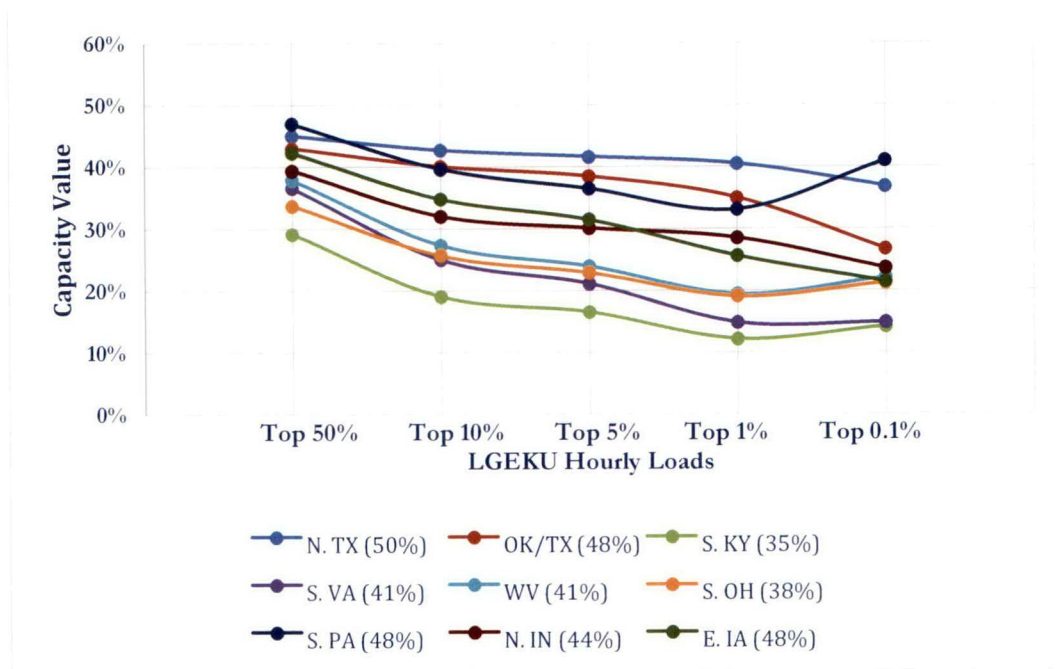 60%
50%
40%
30%
20%
10%
0%
Capacity Value
Top 50% Top 10% Top 5% Top 1% Top 0.1%
LGEKU Hourly Loads
N. TX (50%) OK/TX (48%) S. KY (35%)
S. VA (41%) WV (41%) S. OH (38%)
S. PA (48%) N. IN (44%) E. IA (48%)